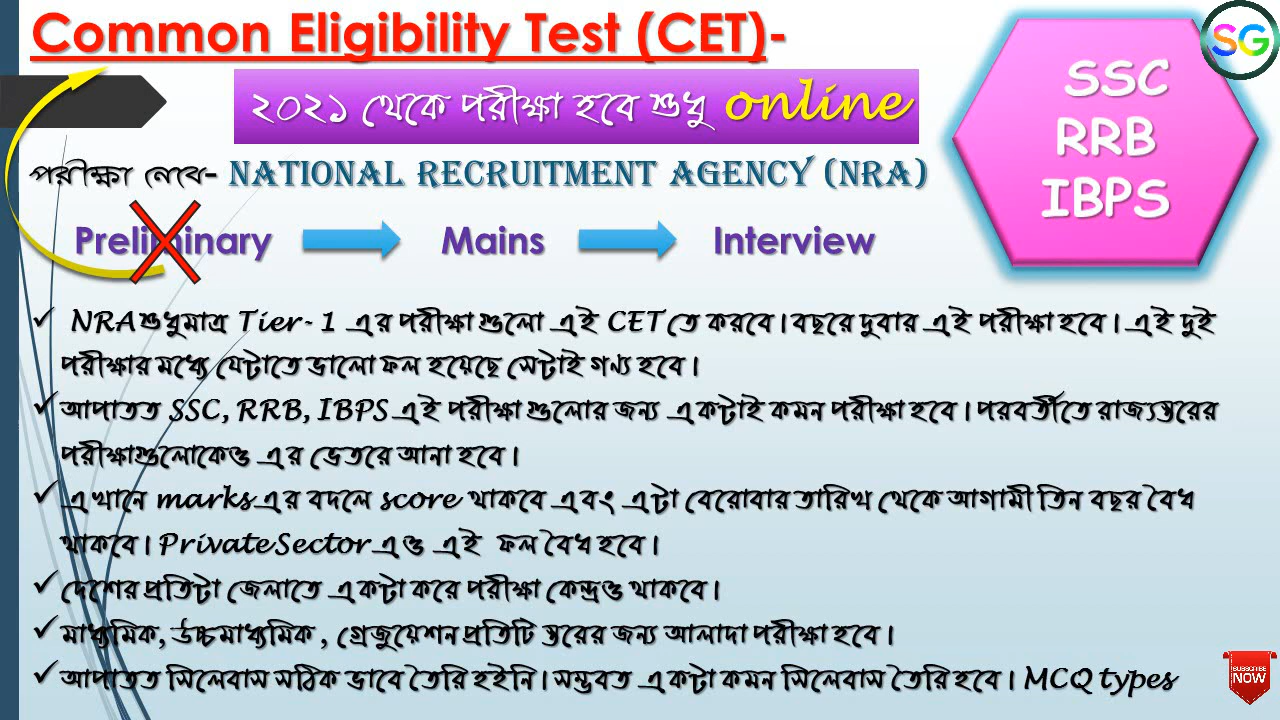 Common Eligibility Test (CET)-
SG
SSC
RRB
IBPS
২০২১ থেকে পরীক্ষা হবে শুধু online
পরীক্ষা নেবে- NATIONAL RECRUITMENT AGENCY (NRA)
Preliminary Mains Interview
✓ NRA শুধুমাত্র Tier-1 এর পরীক্ষা গুলো এই CET তে করবে। বছরে দুবার এই পরীক্ষা হবে। এই দুই
পরীক্ষার মধ্যে যেটাতে ভালো ফল হয়েছে সেটাই গণ্য হবে।
✓ আপাতত SSC, RRB, IBPS এই পরীক্ষা গুলোর জন্য একটাই কমন পরীক্ষা হবে। পরবর্তীতে রাজ্যস্তরের
পরীক্ষাগুলোকেও এর ভেতরে আনা হবে।
✓ এখানে marks এর বদলে score থাকবে এবং এটা বেরোবার তারিখ থেকে আগামী তিন বছর বৈধ
থাকবে। Private Sector এও এই ফল বৈধ হবে।
✓ দেশের প্রতিটা জেলাতে একটা করে পরীক্ষা কেন্দ্রও থাকবে।
✓ মাধ্যমিক, উচ্চমাধ্যমিক, গ্রেজুয়েশন প্রতিটি স্তরের জন্য আলাদা পরীক্ষা হবে।
✓ আপাতত সিলেবাস সঠিক ভাবে তৈরি হইনি। সম্ভবত একটা কমন সিলেবাস তৈরি হবে। MCQ types
SUBSCRIBE
NOW